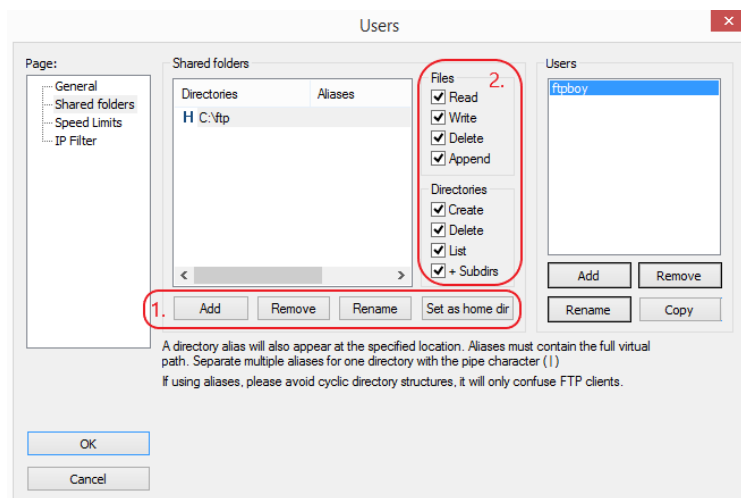 Users
Page:
General
Shared folders
Speed Limits
IP Filter
Shared folders
Directories Aliases
H C:\ftp
Files 2.
Read
Write
Delete
Append
Directories
Create
Delete
List
+ Subdirs
1. Add Remove Rename Set as home dir
Users
ftpboy
Add Remove
Rename Copy
A directory alias will also appear at the specified location. Aliases must contain the full virtual
path. Separate multiple aliases for one directory with the pipe character (|)
If using aliases, please avoid cyclic directory structures, it will only confuse FTP clients.
OK
Cancel